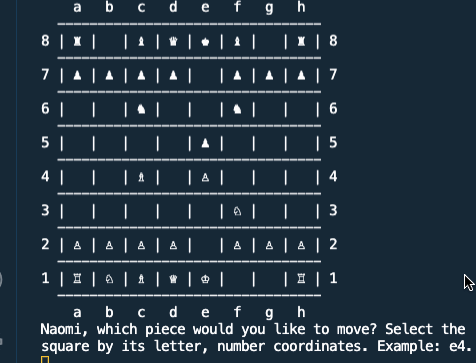 a b c d e f g h
8 | ♜ | | ♝ | ♛ | ♚ | ♝ | | ♜ | 8
7 | ♟ | ♟ | ♟ | ♟ | | ♟ | ♟ | ♟ | 7
6 | | | ♞ | | | ♞ | | | 6
5 | | | | | ♟ | | | | 5
4 | | | ♗ | | ♙ | | | | 4
3 | | | | | | ♘ | | | 3
2 | ♙ | ♙ | ♙ | ♙ | | ♙ | ♙ | ♙ | 2
1 | ♖ | ♘ | ♗ | ♛ | ♔ | | | ♖ | 1
a b c d e f g h
Naomi, which piece would you like to move? Select the
square by its letter, number coordinates. Example: e4.